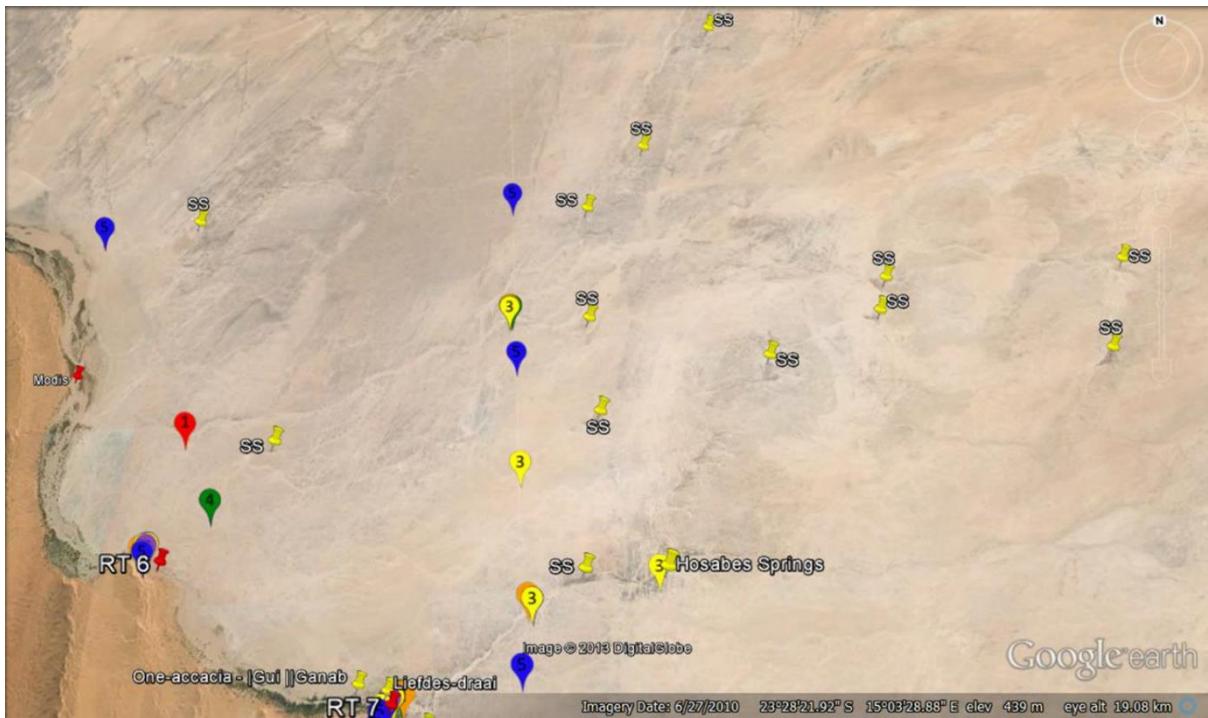 N
SS
SS
SS
5
SS
5
SS
SS
SS
3
SS
SS
5
SS
SS
Modis
SS
1
SS
3
4
5
RT 6
SS
3
Hosabes Springs
3
Image © 2013 DigitalGlobe
5
One-accacia - |Gui ||Ganab
Liefdes-draai
RT 7
Google earth
Imagery Date: 6/27/2010 23°28'21.92" S 15°03'28.88" E elev 439 m eye alt 19.08 km